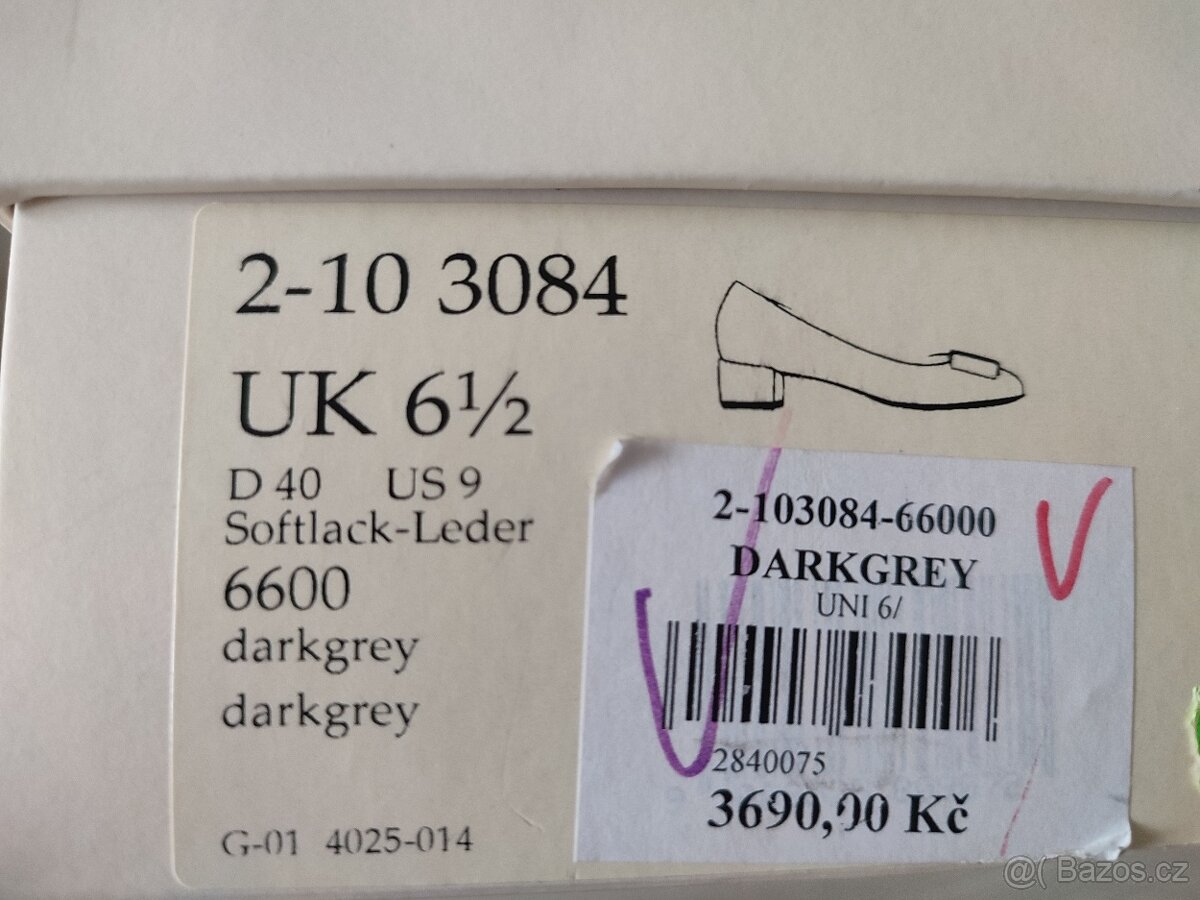 2-10 3084
UK 6½
D 40 US 9
Softlack-Leder
6600
darkgrey
darkgrey
G-01 4025-014
2-103084-66000
DARKGREY
UNI 6/
2840075
3690,00 Kč
@( Bazos.cz